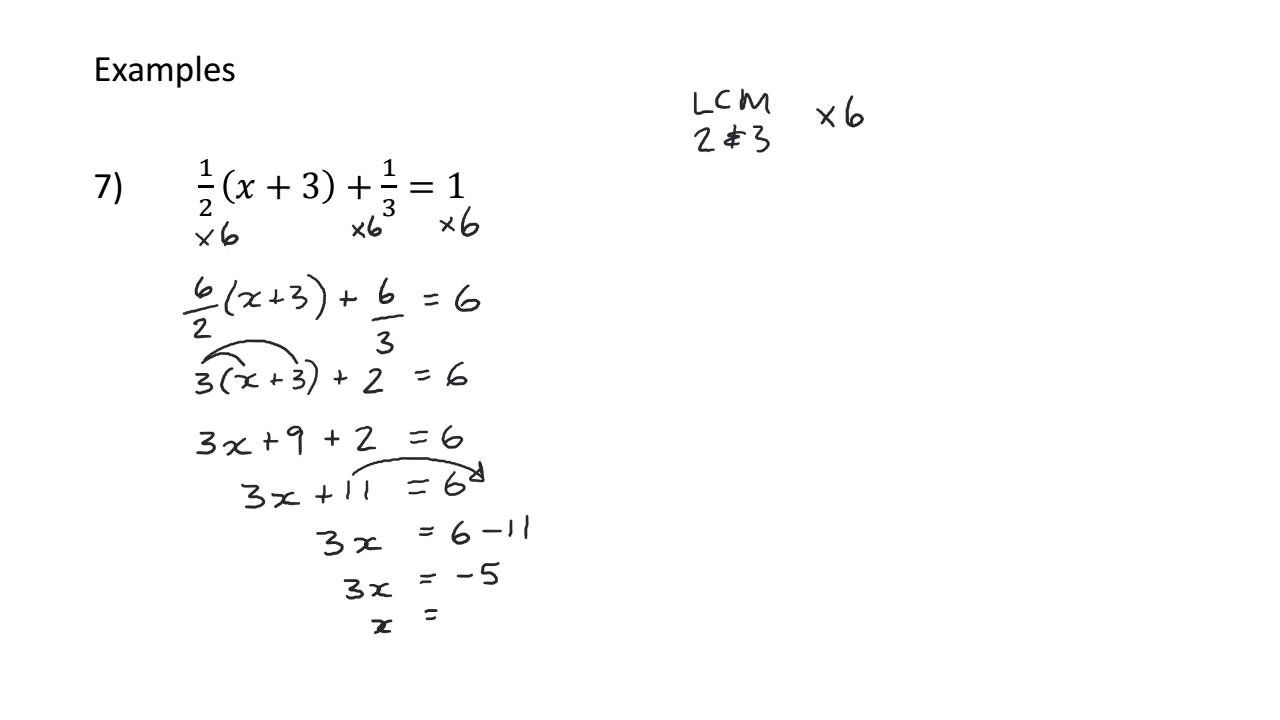 Examples
LCM ×6
2 & 3
7) 1/2 (x + 3) + 1/3 = 1
×6 ×6 ×6
6/2 (x+3) + 6/3 = 6
3(x + 3) + 2 = 6
3x + 9 + 2 = 6
3x + 11 = 6
3x = 6 - 11
3x = -5
x =